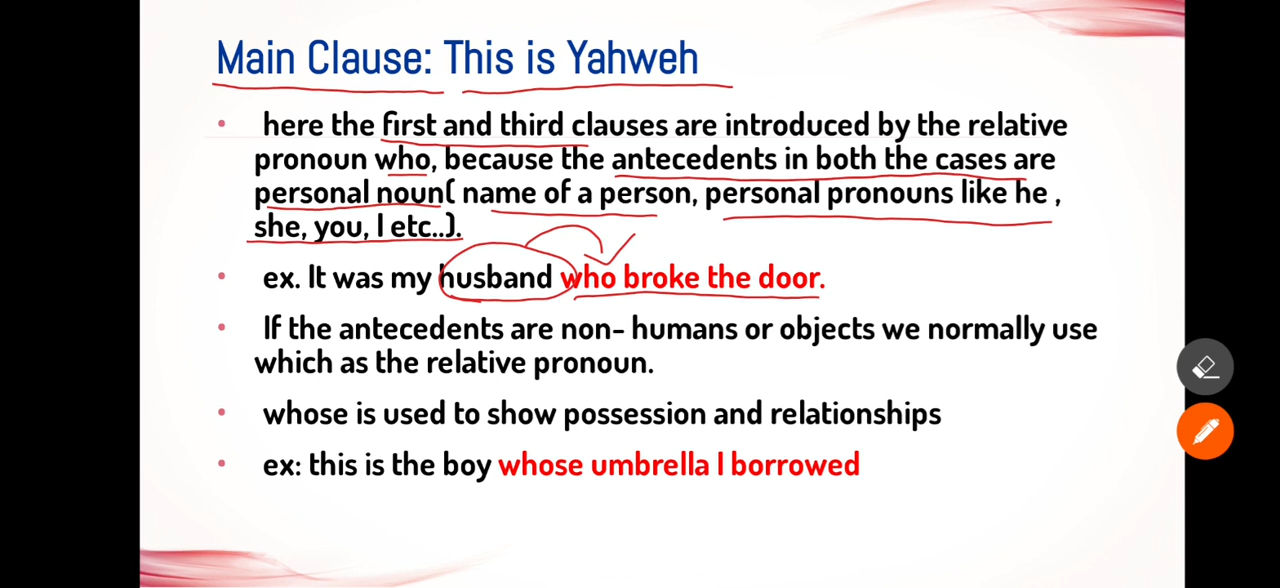 Main Clause: This is Yahweh
• here the first and third clauses are introduced by the relative
pronoun who, because the antecedents in both the cases are
personal noun( name of a person, personal pronouns like he ,
she, you, I etc..).
• ex. It was my husband who broke the door.
• If the antecedents are non- humans or objects we normally use
which as the relative pronoun.
• whose is used to show possession and relationships
• ex: this is the boy whose umbrella I borrowed